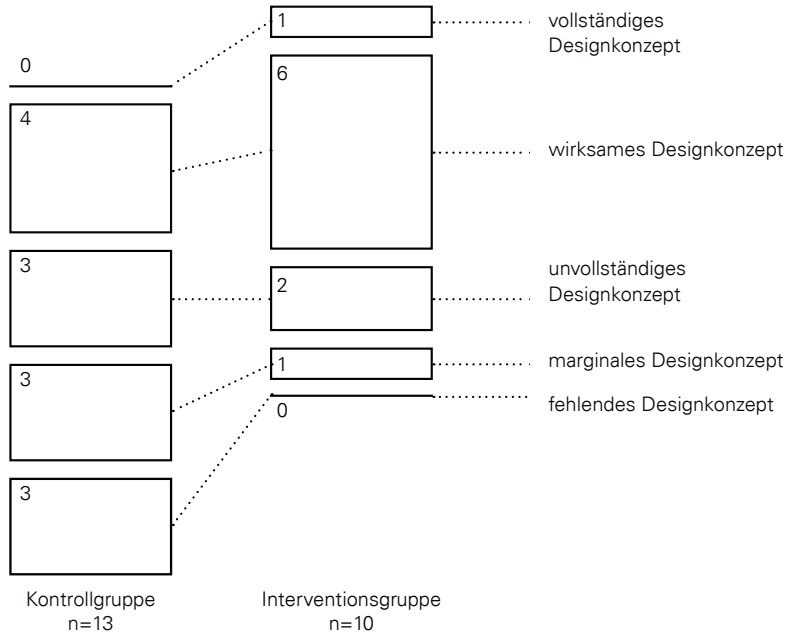 0
4
3
3
3
Kontrollgruppe
n=13
1
6
2
1
0
Interventionsgruppe
n=10
vollständiges
Designkonzept
wirksames Designkonzept
unvollständiges
Designkonzept
marginales Designkonzept
fehlendes Designkonzept